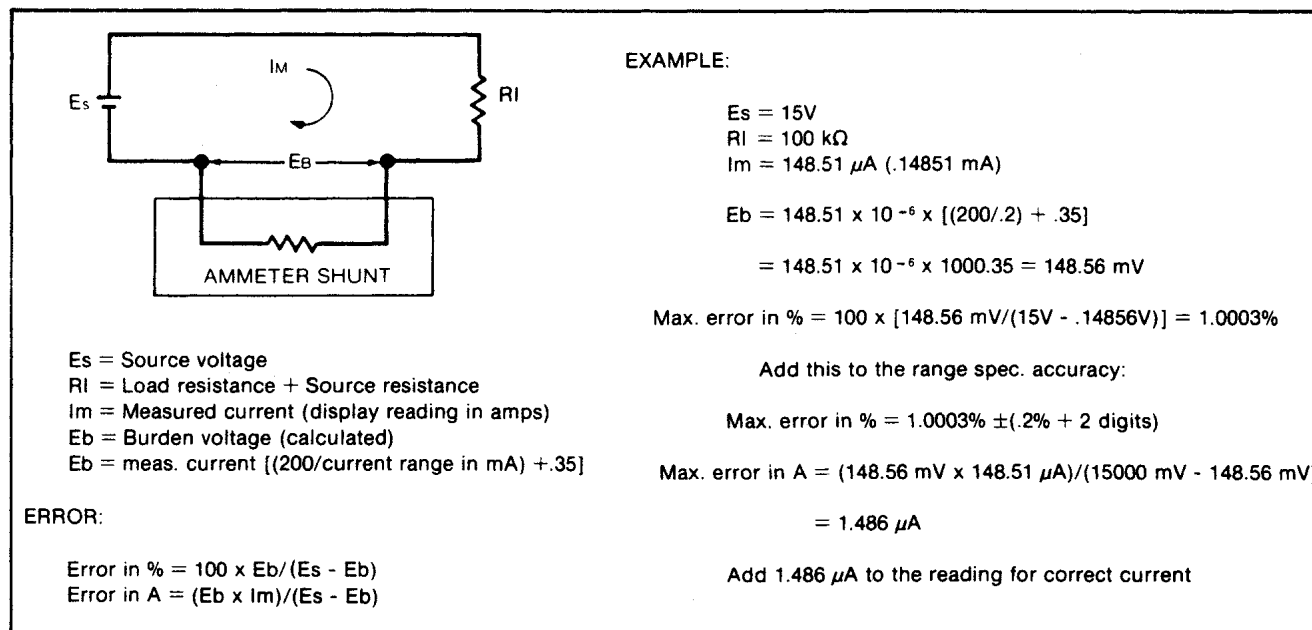 Es
IM
RI
EB
AMMETER SHUNT
Es = Source voltage
RI = Load resistance + Source resistance
Im = Measured current (display reading in amps)
Eb = Burden voltage (calculated)
Eb = meas. current [(200/current range in mA) +.35]
ERROR:
Error in % = 100 x Eb/(Es - Eb)
Error in A = (Eb x Im)/(Es - Eb)
EXAMPLE:
Es = 15V
RI = 100 kΩ
Im = 148.51 μA (.14851 mA)
Eb = 148.51 x 10⁻⁶ x [(200/.2) + .35]
= 148.51 x 10⁻⁶ x 1000.35 = 148.56 mV
Max. error in % = 100 x [148.56 mV/(15V - .14856V)] = 1.0003%
Add this to the range spec. accuracy:
Max. error in % = 1.0003% ±(.2% + 2 digits)
Max. error in A = (148.56 mV x 148.51 μA)/(15000 mV - 148.56 mV)
= 1.486 μA
Add 1.486 μA to the reading for correct current